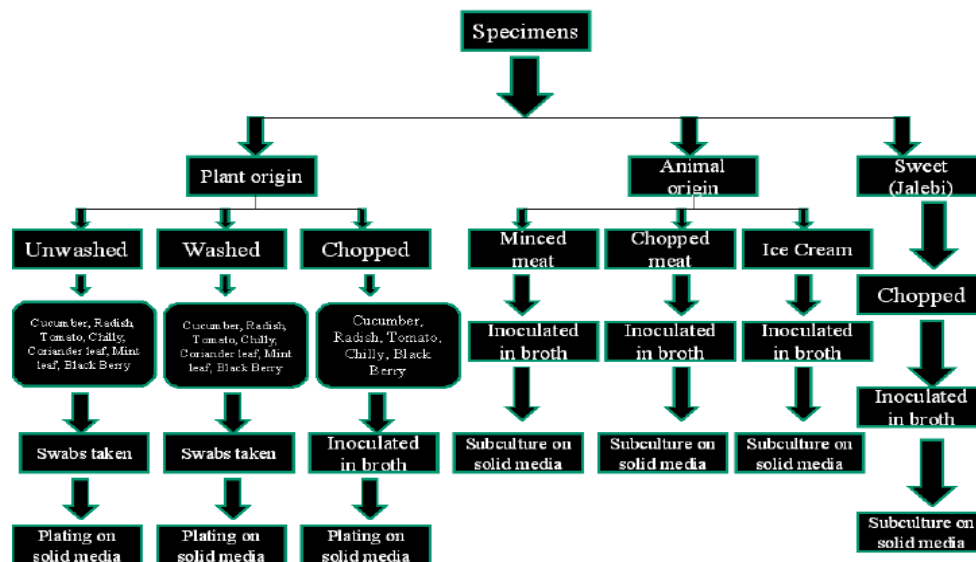 Specimens
Plant origin
Animal
origin
Sweet
(Jalebi)
Unwashed
Washed
Chopped
Minced
meat
Chopped
meat
Ice Cream
Chopped
Cucumber, Radish,
Tomato, Chilly,
Coriander leaf, Mint
leaf, Black Berry
Cucumber, Radish,
Tomato, Chilly,
Coriander leaf, Mint
leaf, Black Berry
Cucumber,
Radish, Tomato,
Chilly, Black
Berry
Inoculated
in broth
Inoculated
in broth
Inoculated
in broth
Inoculated
in broth
Swabs taken
Swabs taken
Inoculated
in broth
Subculture on
solid media
Subculture on
solid media
Subculture on
solid media
Subculture on
solid media
Plating on
solid media
Plating on
solid media
Plating on
solid media